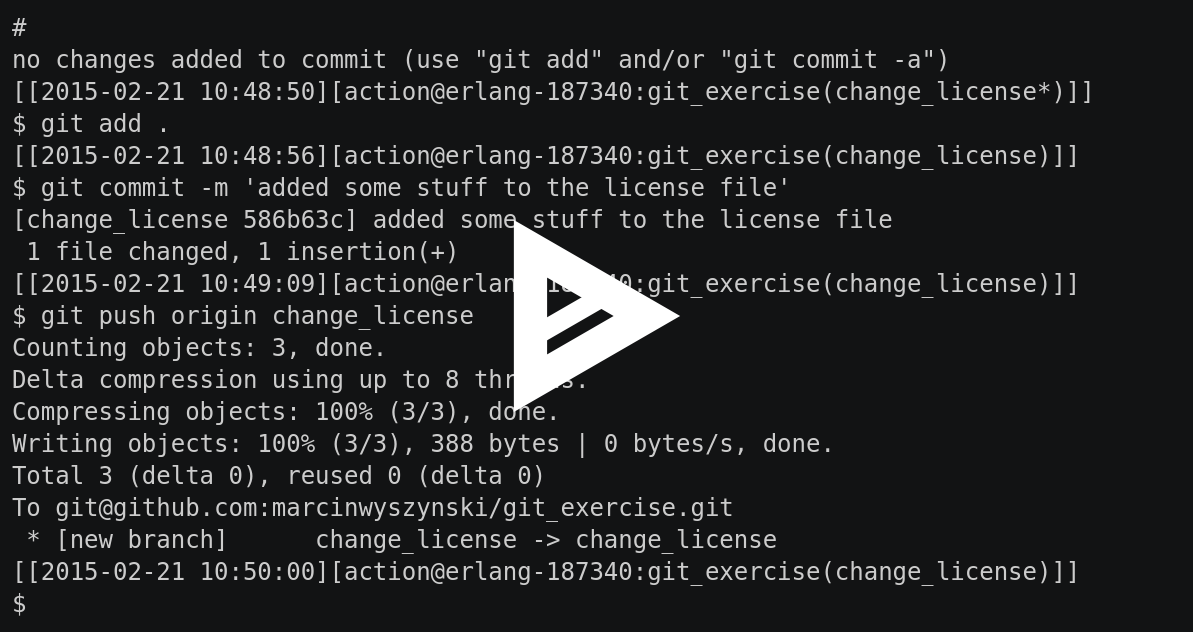 #
no changes added to commit (use "git add" and/or "git commit -a")
[[2015-02-21 10:48:50][action@erlang-187340:git_exercise(change_license*)]]
$ git add .
[[2015-02-21 10:48:56][action@erlang-187340:git_exercise(change_license)]]
$ git commit -m 'added some stuff to the license file'
[change_license 586b63c] added some stuff to the license file
 1 file changed, 1 insertion(+)
[[2015-02-21 10:49:09][action@erlang-187340:git_exercise(change_license)]]
$ git push origin change_license
Counting objects: 3, done.
Delta compression using up to 8 threads.
Compressing objects: 100% (3/3), done.
Writing objects: 100% (3/3), 388 bytes | 0 bytes/s, done.
Total 3 (delta 0), reused 0 (delta 0)
To git@github.com:marcinwyszynski/git_exercise.git
 * [new branch]      change_license -> change_license
[[2015-02-21 10:50:00][action@erlang-187340:git_exercise(change_license)]]
$